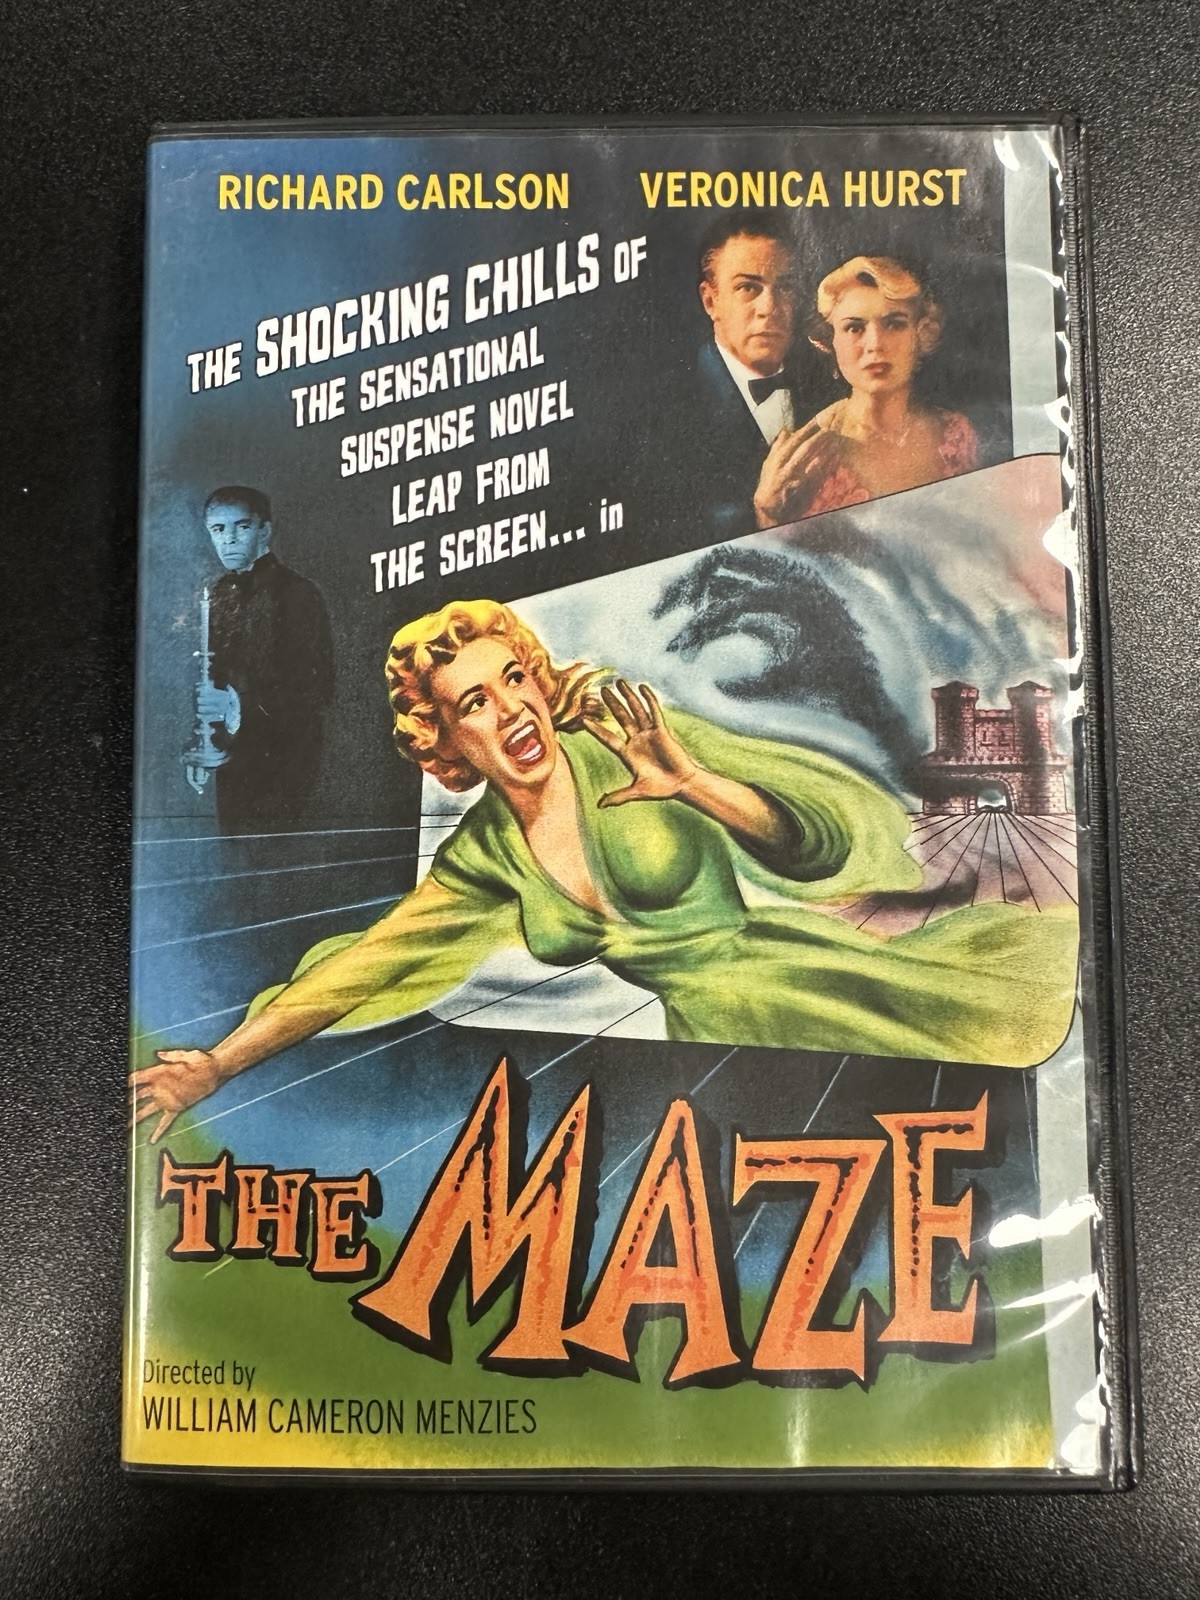 RICHARD CARLSON VERONICA HURST
THE SHOCKING CHILLS OF
THE SENSATIONAL
SUSPENSE NOVEL
LEAP FROM
THE SCREEN... in
THE MAZE
Directed by
WILLIAM CAMERON MENZIES